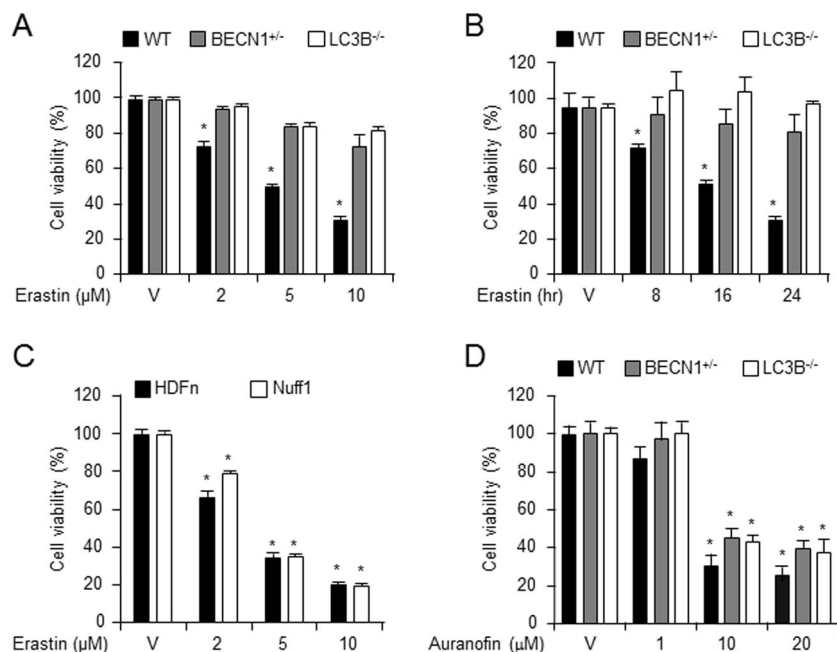 A
WT BECN1+/- LC3B-/-
Cell viability (%)
120
100
80
60
40
20
0
* * *
Erastin (µM) V 2 5 10
B
WT BECN1+/- LC3B-/-
Cell viability (%)
120
100
80
60
40
20
0
* * *
Erastin (hr) V 8 16 24
C
HDFn Nuff1
Cell viability (%)
120
100
80
60
40
20
0
* * * * * *
Erastin (µM) V 2 5 10
D
WT BECN1+/- LC3B-/-
Cell viability (%)
120
100
80
60
40
20
0
* * * * * *
Auranofin (µM) V 1 10 20